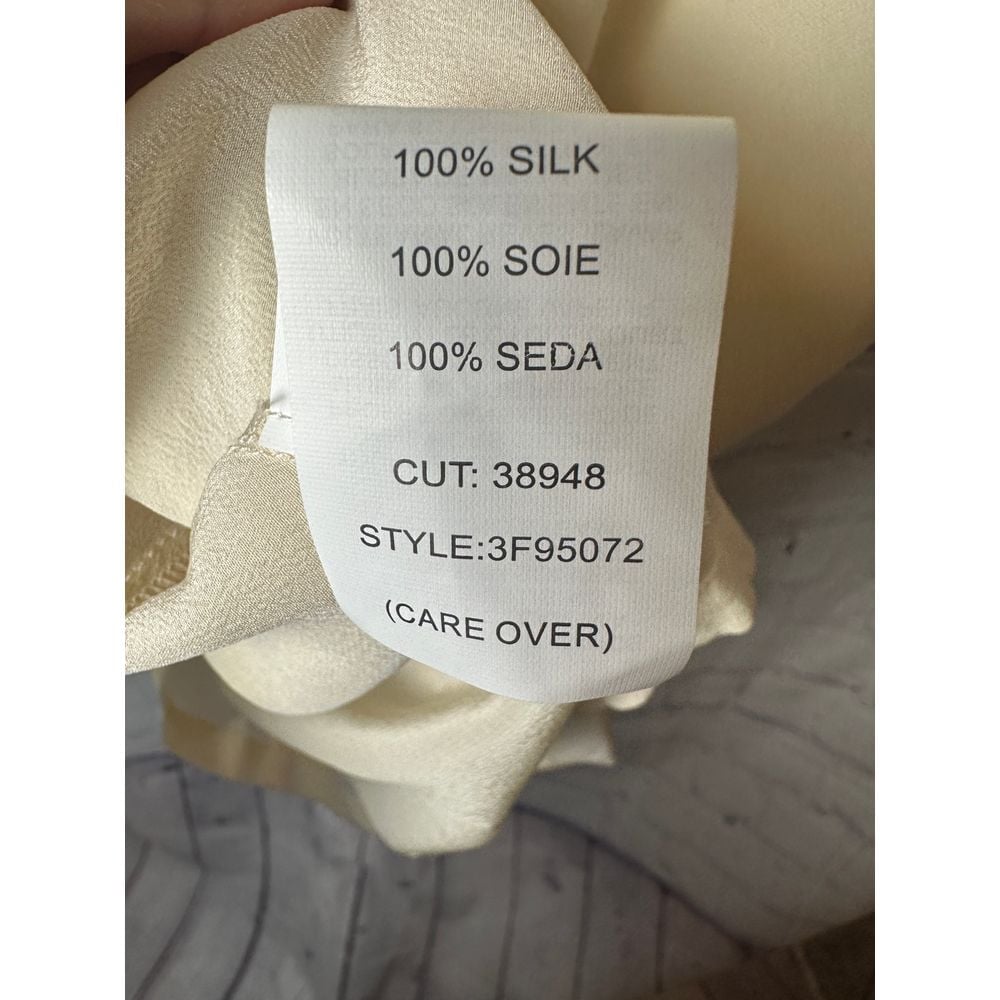 100% SILK
100% SOIE
100% SEDA
CUT: 38948
STYLE:3F95072
(CARE OVER)